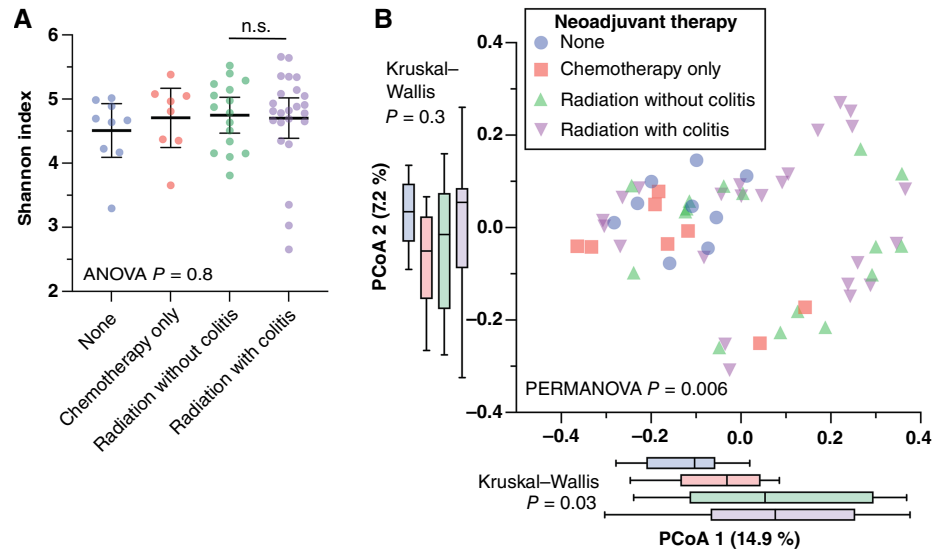 A
6
5
4
3
2
Shannon index
n.s.
ANOVA P = 0.8
None
Chemotherapy only
Radiation without colitis
Radiation with colitis
B
Kruskal–
Wallis
P = 0.3
PCoA 2 (7.2 %)
Neoadjuvant therapy
None
Chemotherapy only
Radiation without colitis
Radiation with colitis
0.4
0.2
0.0
−0.2
−0.4
PERMANOVA P = 0.006
−0.4
−0.2
0.0
0.2
0.4
Kruskal–Wallis
P = 0.03
PCoA 1 (14.9 %)